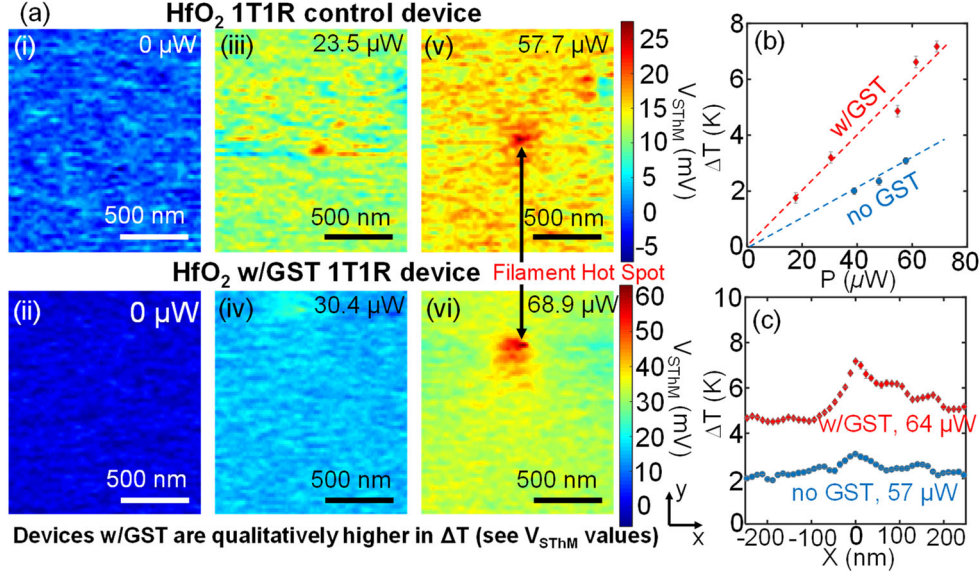 (a)
HfO₂ 1T1R control device
(i)
0 µW
500 nm
(iii)
23.5 µW
500 nm
(v)
57.7 µW
500 nm
25
20
15
10
5
0
−5
V_SThM (mV)
HfO₂ w/GST 1T1R device
Filament Hot Spot
(ii)
0 µW
500 nm
(iv)
30.4 µW
500 nm
(vi)
68.9 µW
500 nm
60
50
40
30
20
10
0
V_SThM (mV)
y
x
Devices w/GST are qualitatively higher in ΔT (see V_SThM values)
(b)
8
6
4
2
0
ΔT (K)
w/GST
no GST
20
40
60
80
P (µW)
(c)
10
8
6
4
2
0
ΔT (K)
w/GST, 64 µW
no GST, 57 µW
-200
-100
0
100
200
X (nm)